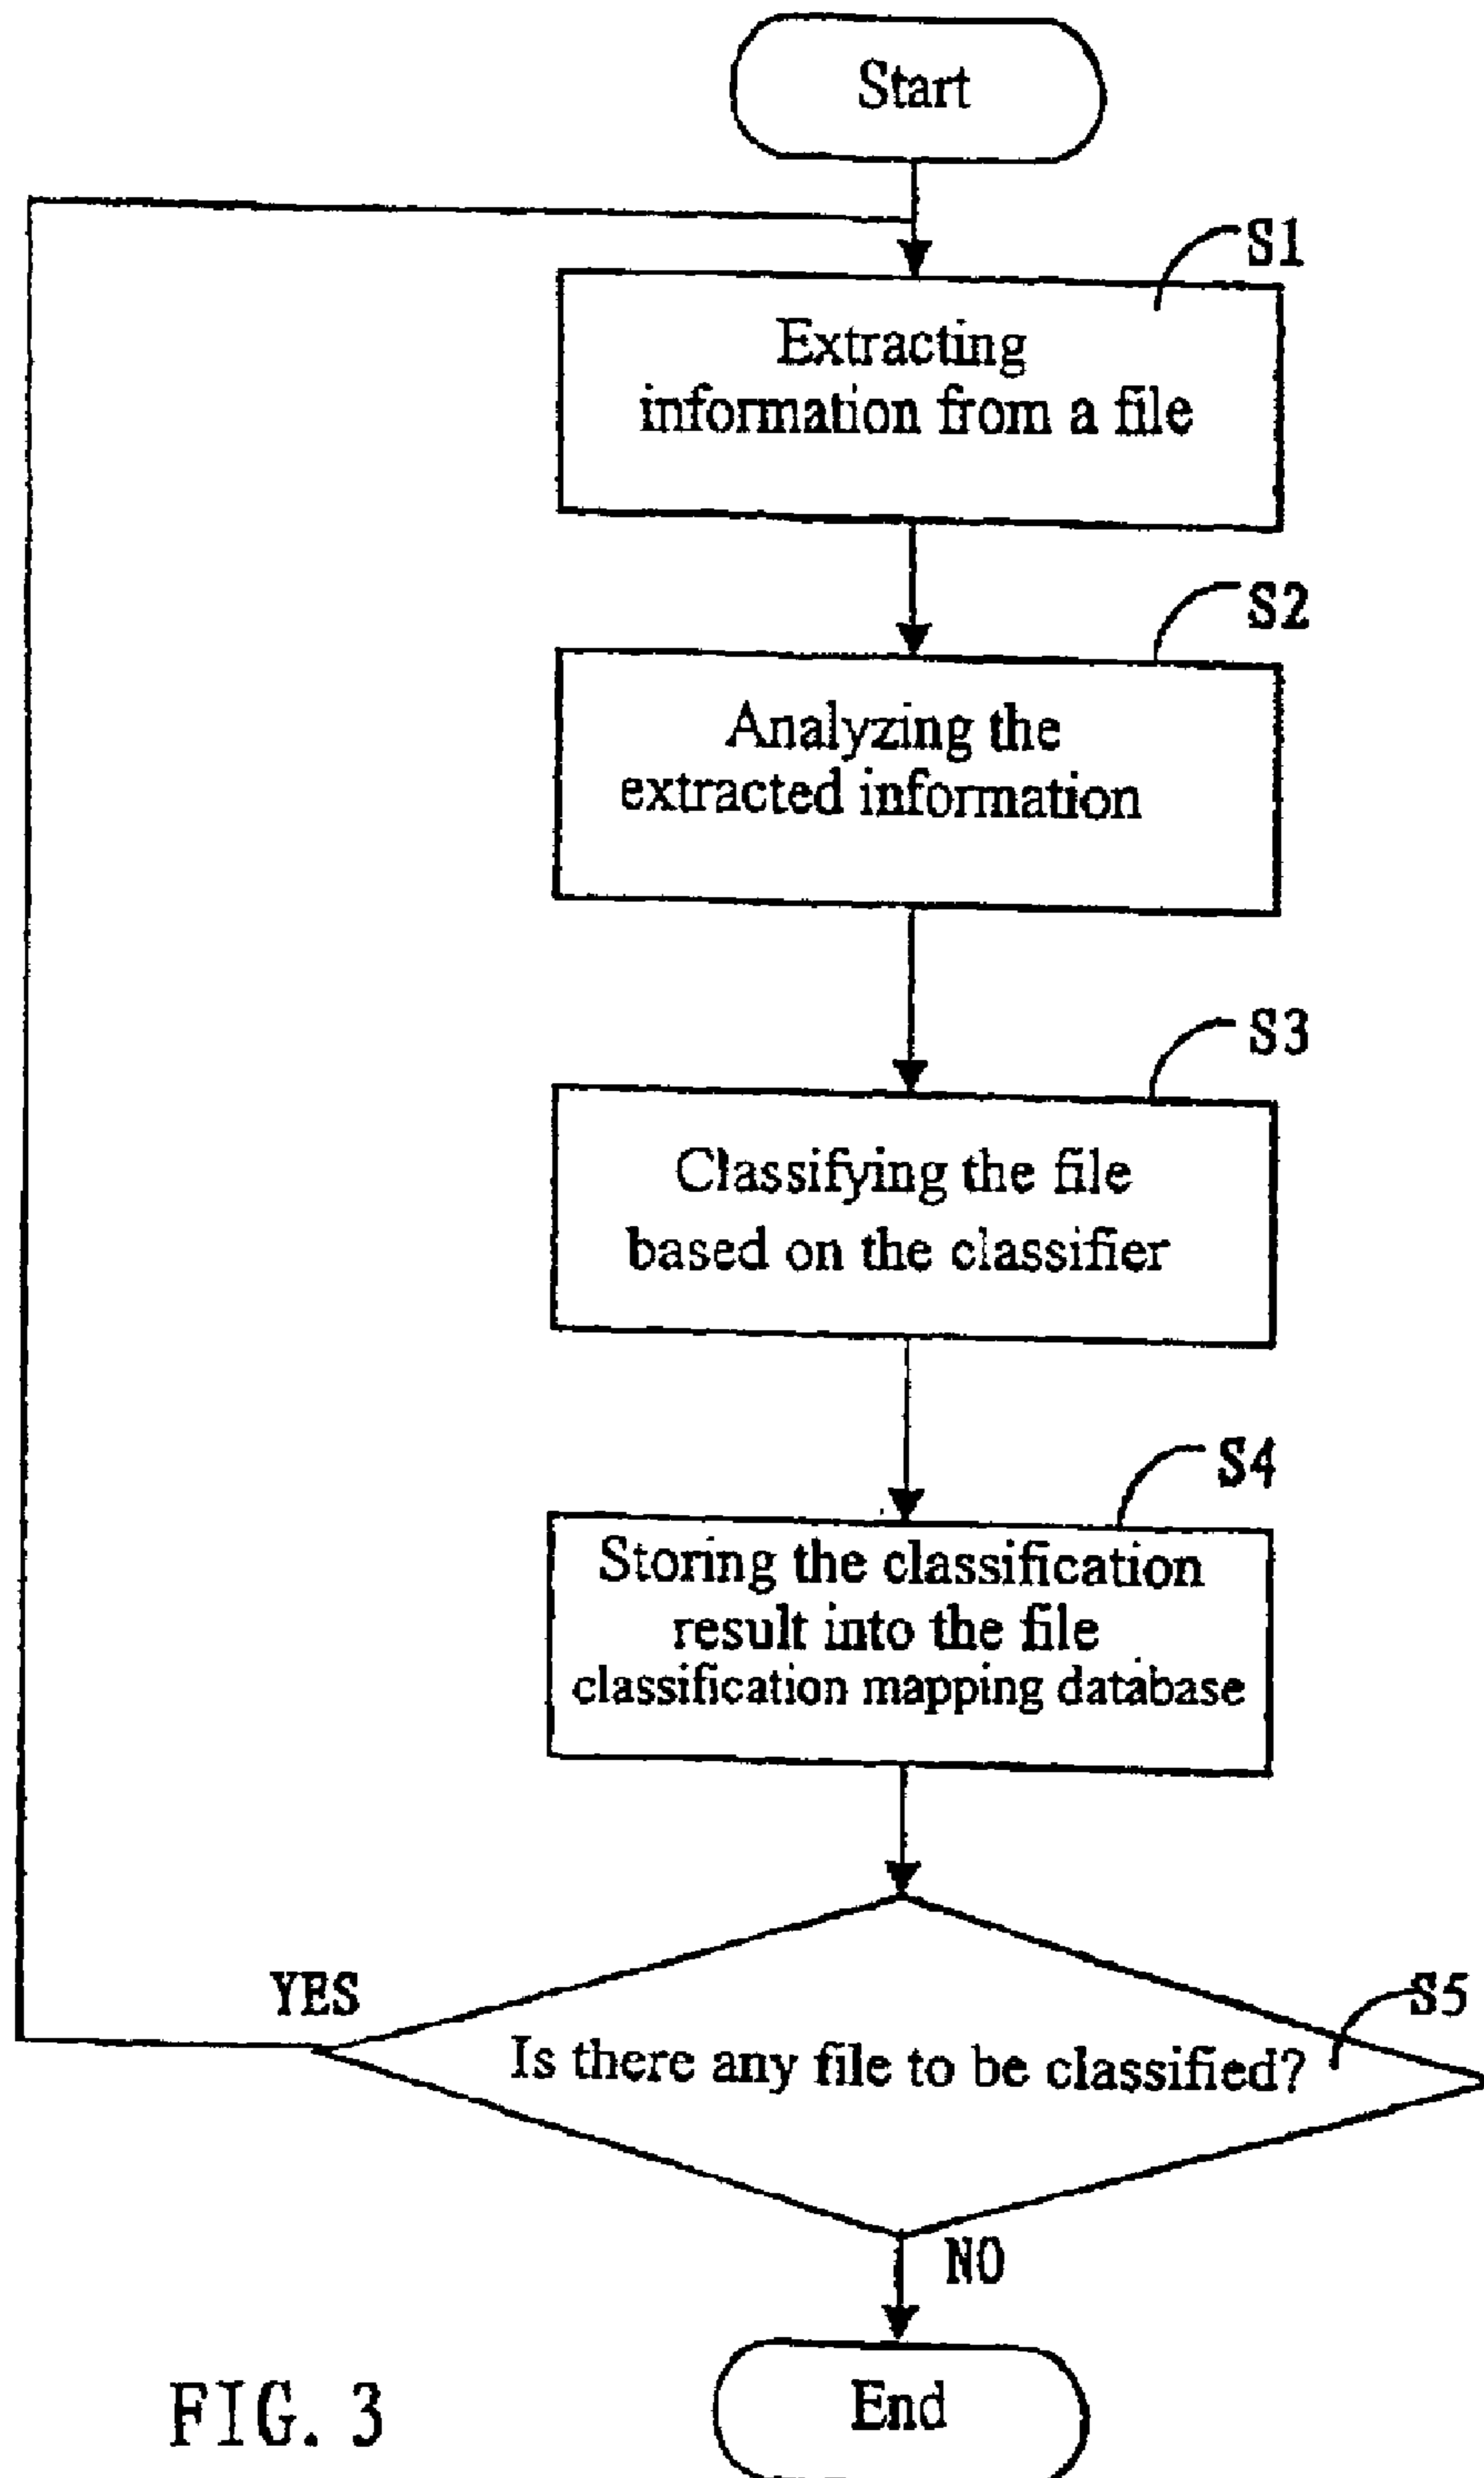 Start
S1
Extracting
information from a file
S2
Analyzing the
extracted information
S3
Classifying the file
based on the classifier
S4
Storing the classification
result into the file
classification mapping database
YES
S5
Is there any file to be classified?
NO
End
FIG. 3